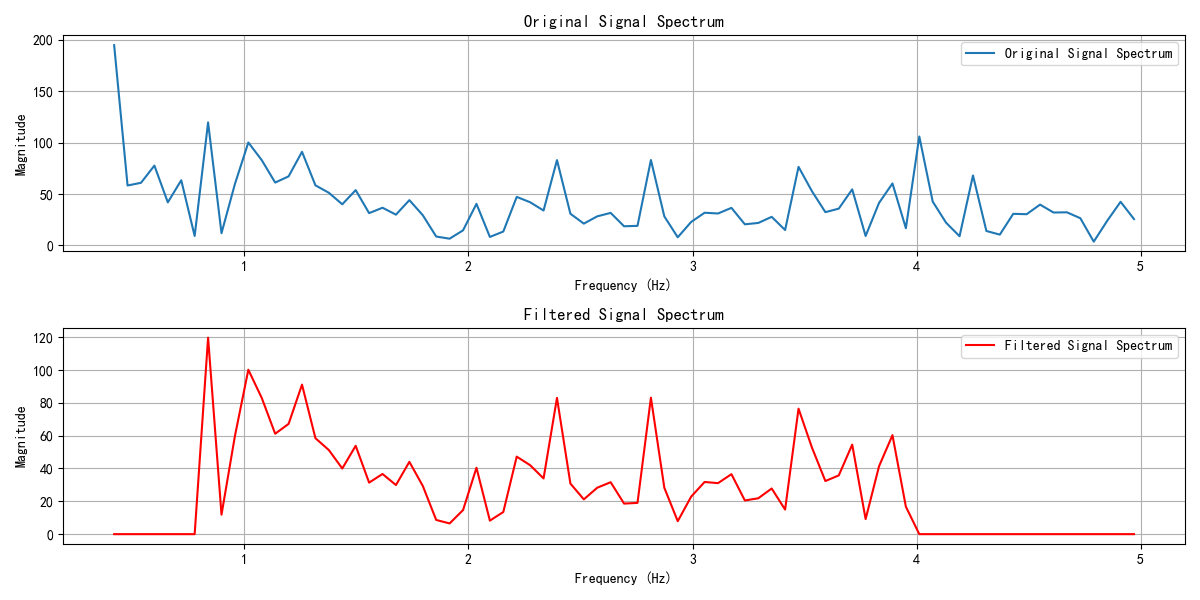 Original Signal Spectrum
200
150
100
50
0
Magnitude
Original Signal Spectrum
1
2
3
4
5
Frequency (Hz)
Filtered Signal Spectrum
120
100
80
60
40
20
0
Magnitude
Filtered Signal Spectrum
1
2
3
4
5
Frequency (Hz)